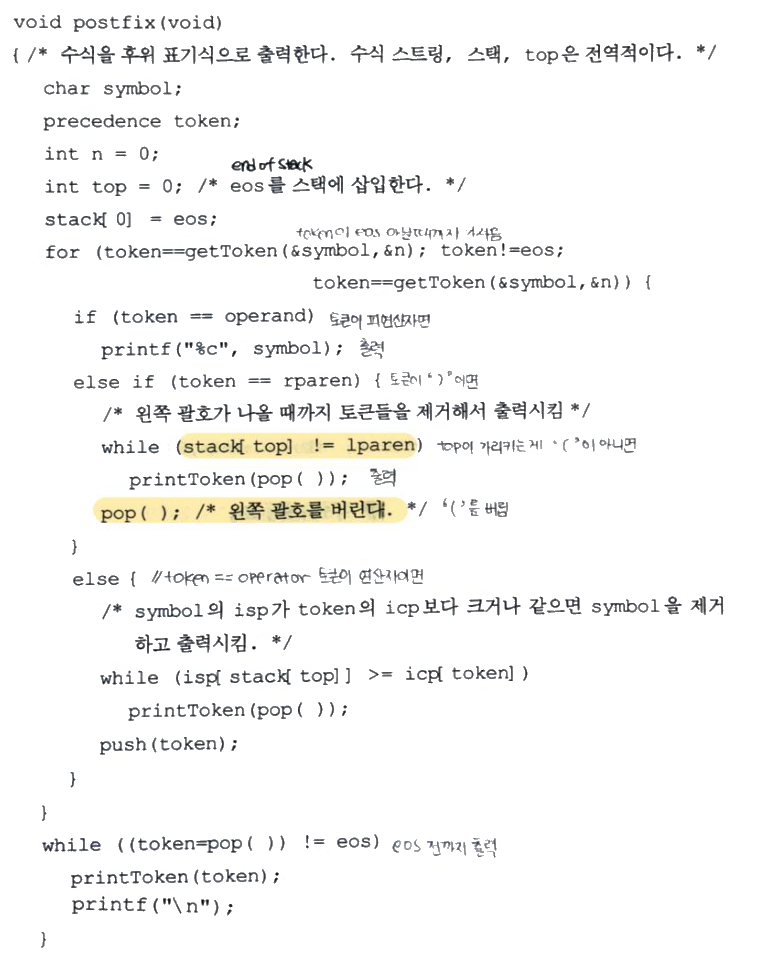 void postfix(void)
{ /* 수식을 후위 표기식으로 출력한다. 수식 스트링, 스택, top은 전역적이다. */
char symbol;
precedence token;
int n = 0;
end of stack
int top = 0; /* eos를 스택에 삽입한다. */
stack[0] = eos;
token이 eos 아닐때까지
for (token==getToken(&symbol,&n); token!=eos;
token==getToken(&symbol,&n)) {
if (token == operand) 토큰이 피연산자면
printf("%c", symbol); 출력
else if (token == rparen) { 토큰이 ')'이면
/* 왼쪽 괄호가 나올 때까지 토큰들을 제거해서 출력시킴 */
while (stack[top] != lparen) top이 가리키는게 '('이 아니면
printToken(pop( )); 출력
pop( ); /* 왼쪽 괄호를 버린대. */ '('를 버림
}
else { //token == operator 토큰이 연산자이면
/* symbol의 isp가 token의 icp보다 크거나 같으면 symbol을 제거
하고 출력시킴. */
while (isp[stack[top]] >= icp[token])
printToken(pop( ));
push(token);
}
}
while ((token=pop( )) != eos) eos 전까지 출력
printToken(token);
printf("\n");
}